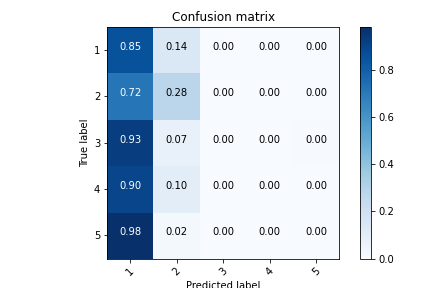 Confusion matrix
1 0.85 0.14 0.00 0.00 0.00
2 0.72 0.28 0.00 0.00 0.00
3 0.93 0.07 0.00 0.00 0.00
4 0.90 0.10 0.00 0.00 0.00
5 0.98 0.02 0.00 0.00 0.00
1 2 3 4 5
True label
Predicted label
0.8
0.6
0.4
0.2
0.0